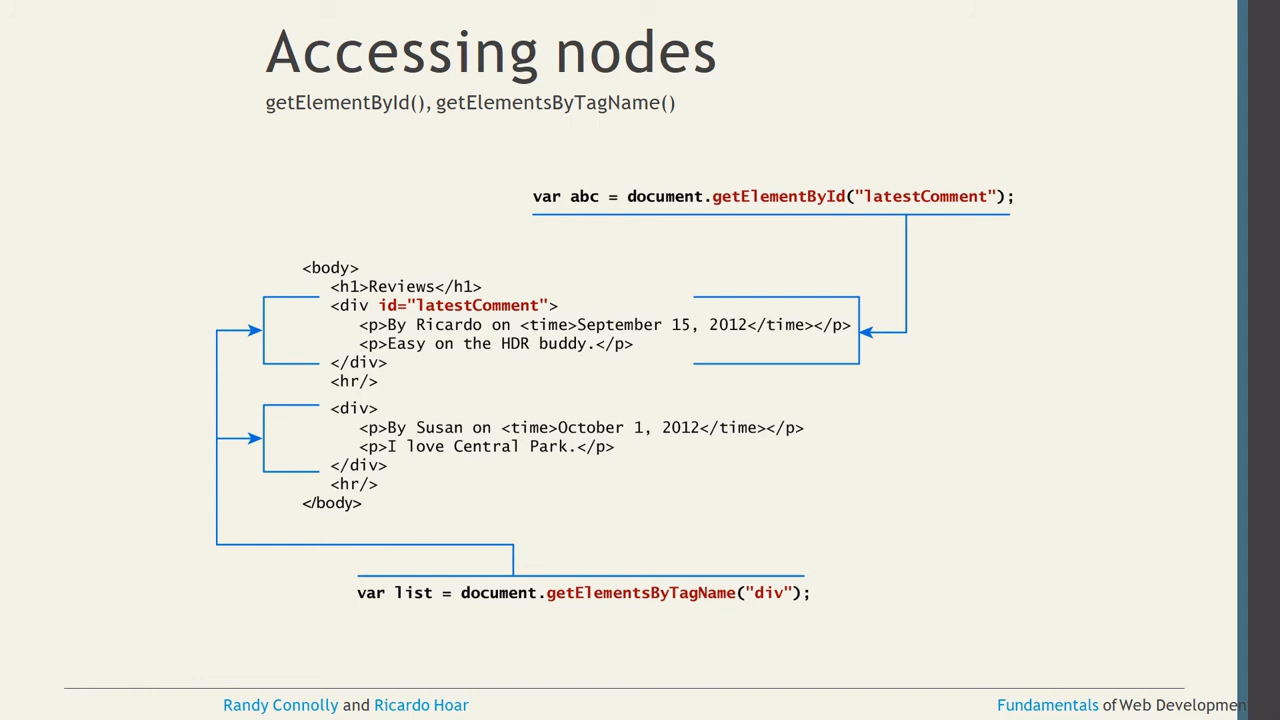 Accessing nodes
getElementById(), getElementsByTagName()
var abc = document.getElementById("latestComment");
<body>
<h1>Reviews</h1>
<div id="latestComment">
<p>By Ricardo on <time>September 15, 2012</time></p>
<p>Easy on the HDR buddy.</p>
</div>
<hr/>
<div>
<p>By Susan on <time>October 1, 2012</time></p>
<p>I love Central Park.</p>
</div>
<hr/>
</body>
var list = document.getElementsByTagName("div");
Randy Connolly and Ricardo Hoar
Fundamentals of Web Developmen